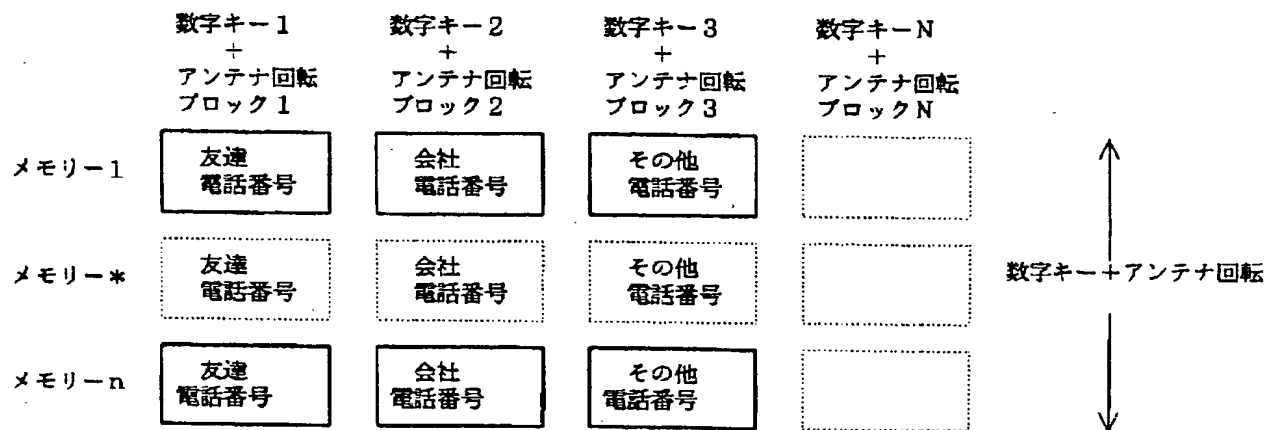 数字キー1 数字キー2 数字キー3 数字キーN
+ + + +
アンテナ回転 アンテナ回転 アンテナ回転 アンテナ回転
ブロック1 ブロック2 ブロック3 ブロックN
メモリー1 友達 会社 その他
電話番号 電話番号 電話番号
メモリー* 友達 会社 その他
電話番号 電話番号 電話番号
数字キー+アンテナ回転
メモリーn 友達 会社 その他
電話番号 電話番号 電話番号